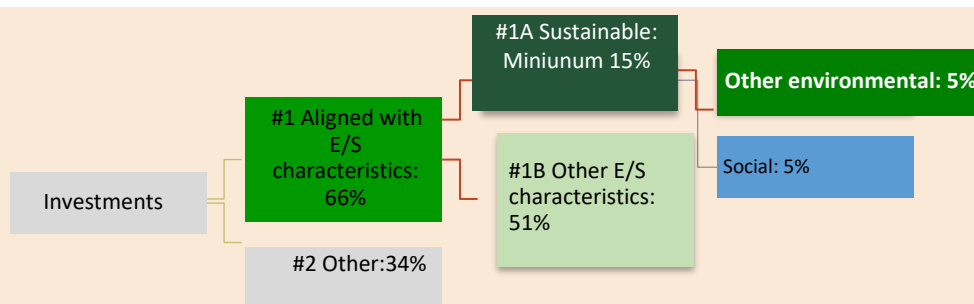 Investments
#1 Aligned with
E/S
characteristics:
66%
#2 Other:34%
#1A Sustainable:
Miniunum 15%
#1B Other E/S
characteristics:
51%
Other environmental: 5%
Social: 5%